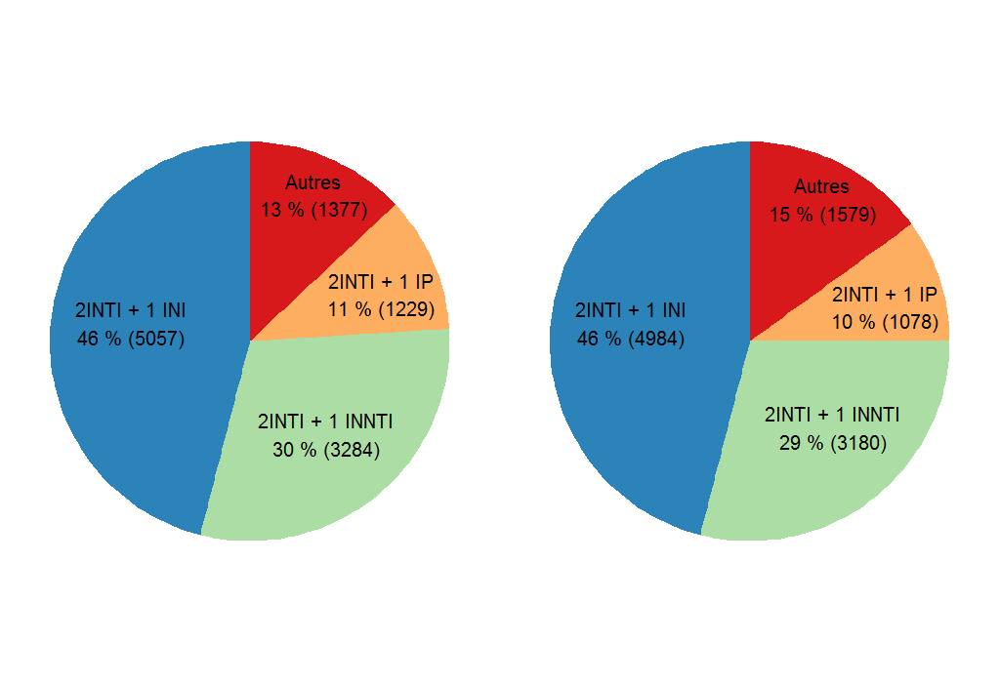 Autres
13 % (1377)
2INTI + 1 IP
11 % (1229)
2INTI + 1 INI
46 % (5057)
2INTI + 1 INNTI
30 % (3284)
Autres
15 % (1579)
2INTI + 1 IP
10 % (1078)
2INTI + 1 INI
46 % (4984)
2INTI + 1 INNTI
29 % (3180)